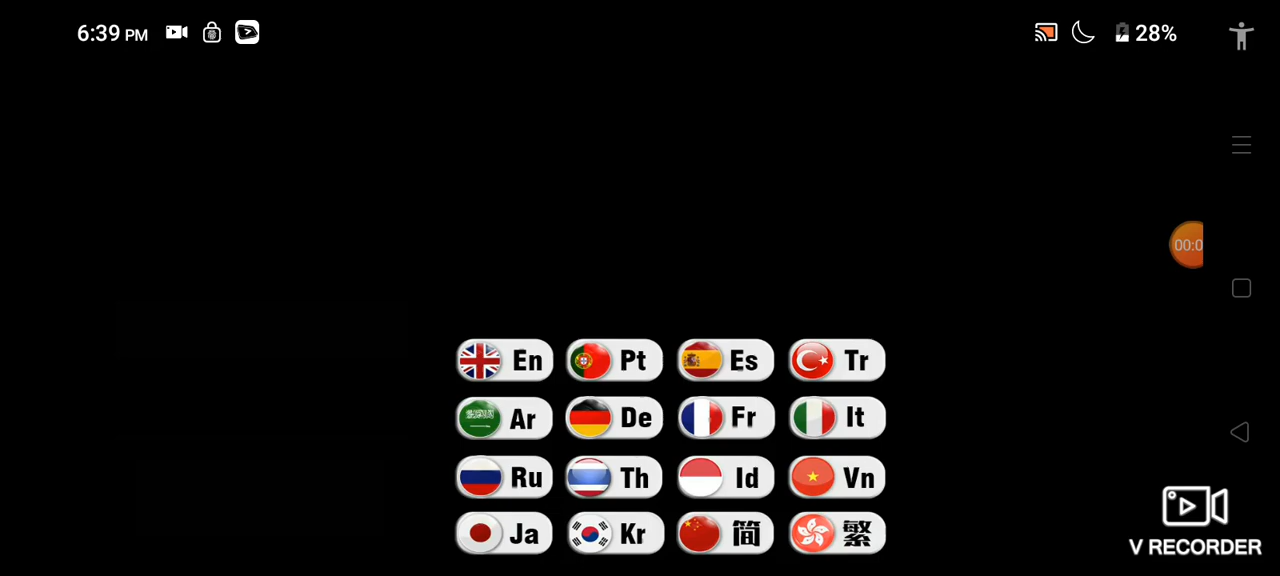 6:39 PM
28%
00:0
En Pt Es Tr
Ar De Fr It
Ru Th Id Vn
Ja Kr 简 繁
V RECORDER